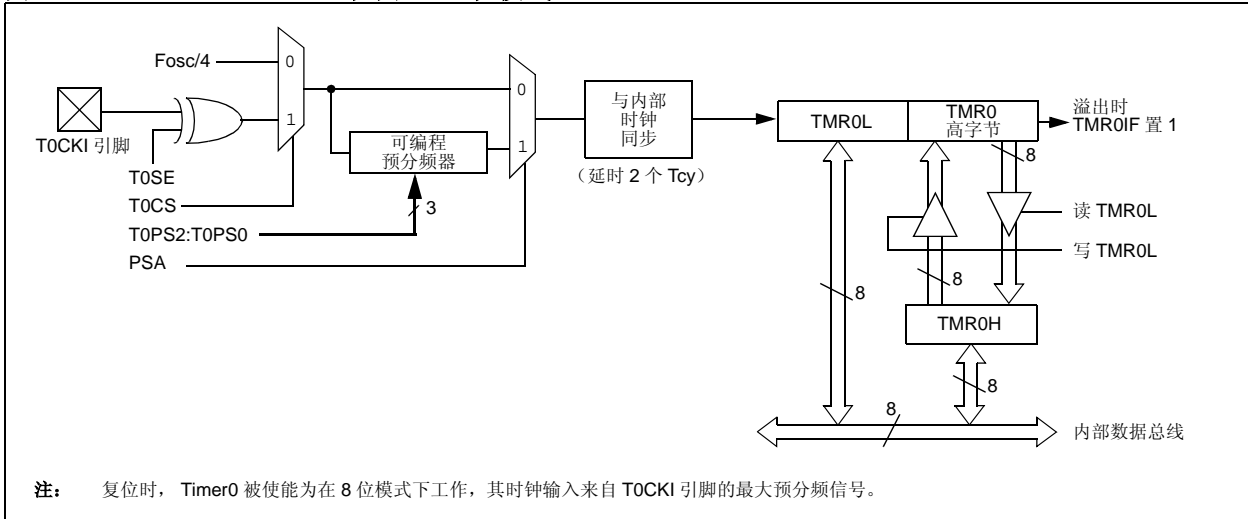 Fosc/4
0
1
T0CKI 引脚
T0SE
T0CS
T0PS2:T0PS0
PSA
可编程
预分频器
3
0
1
与内部
时钟
同步
（延时 2 个 Tcy）
TMR0L
TMR0
高字节
溢出时
TMR0IF 置 1
8
读 TMR0L
写 TMR0L
8
8
TMR0H
8
8
内部数据总线
注： 复位时， Timer0 被使能为在 8 位模式下工作，其时钟输入来自 T0CKI 引脚的最大预分频信号。